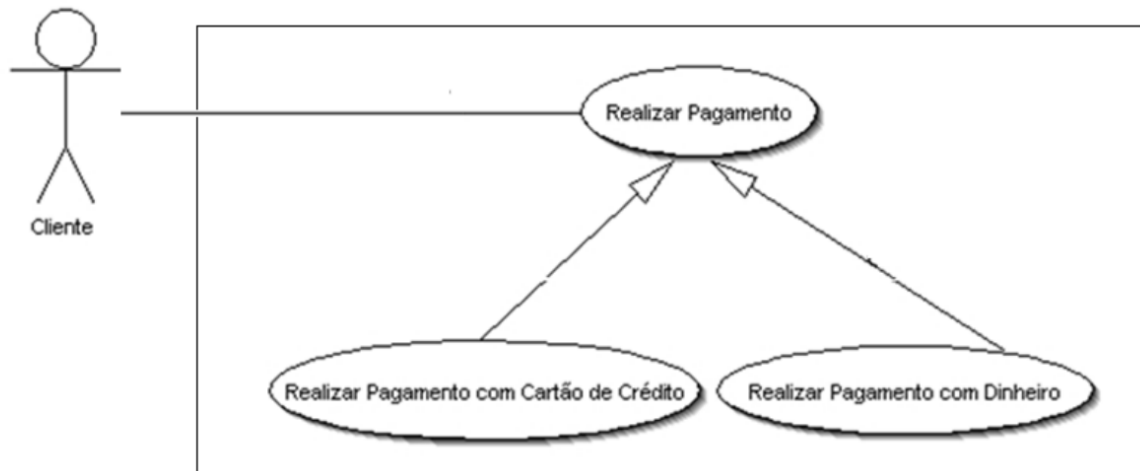 Realizar Pagamento
Cliente
Realizar Pagamento com Cartão de Crédito
Realizar Pagamento com Dinheiro